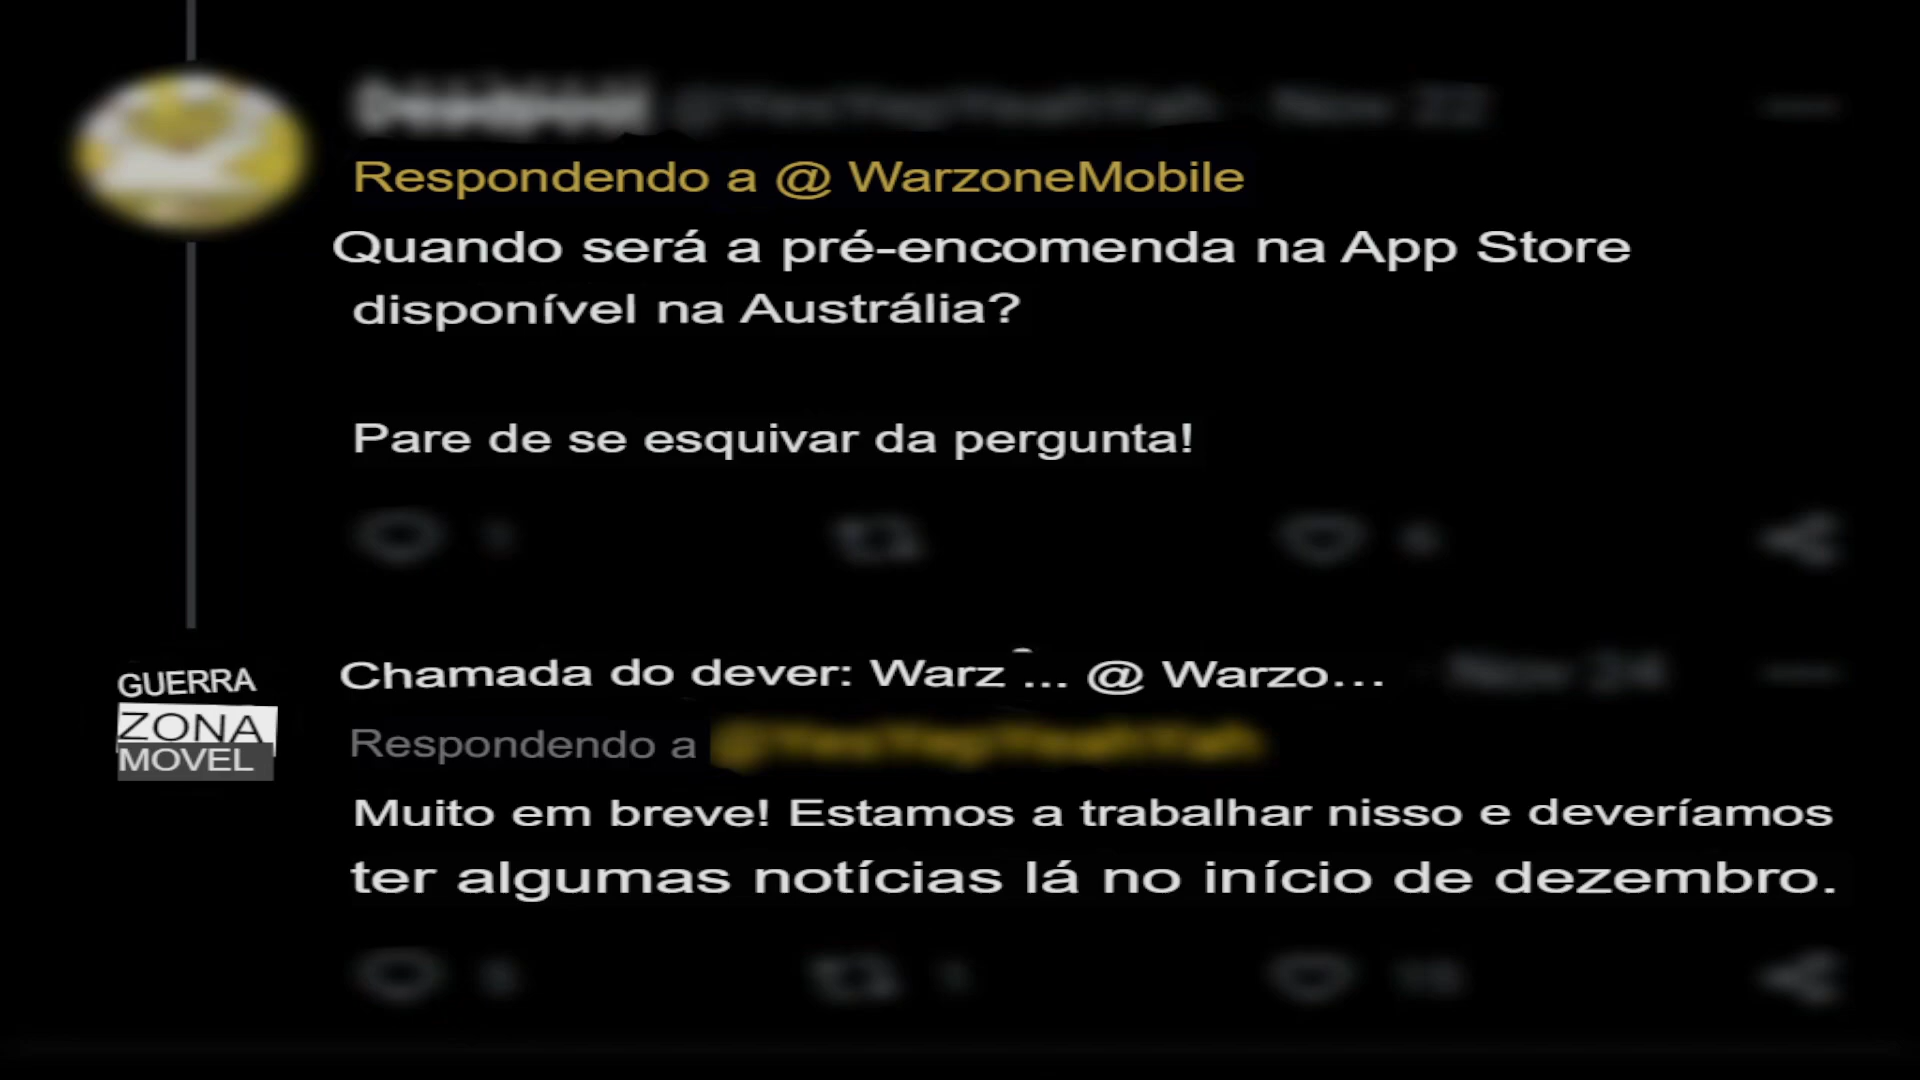 Respondendo a @ WarzoneMobile
Quando será a pré-encomenda na App Store
disponível na Austrália?
Pare de se esquivar da pergunta!
GUERRA
ZONA
MOVEL
Chamada do dever: Warz ... @ Warzo...
Respondendo a
Muito em breve! Estamos a trabalhar nisso e deveríamos
ter algumas notícias lá no início de dezembro.